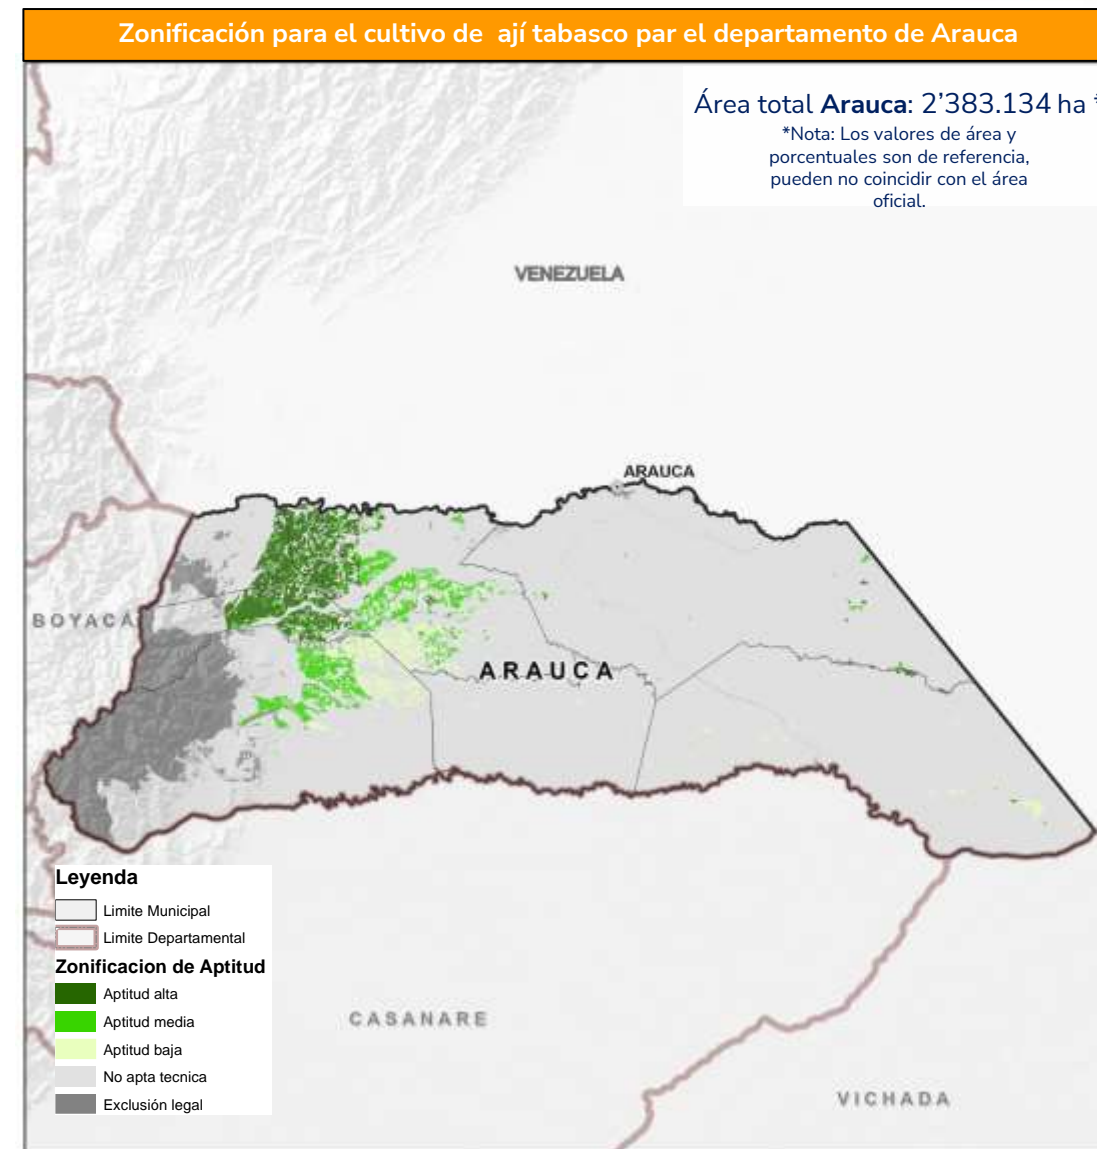 Zonificación para el cultivo de  ají tabasco par el departamento de Arauca
Área total Arauca: 2’383.134 ha *
*Nota: Los valores de área y
porcentuales son de referencia,
pueden no coincidir con el área
oficial.
VENEZUELA
ARAUCA
BOYACÁ
ARAUCA
Leyenda
Limite Municipal
Limite Departamental
Zonificacion de Aptitud
Aptitud alta
Aptitud media
Aptitud baja
No apta tecnica
Exclusión legal
CASANARE
VICHADA